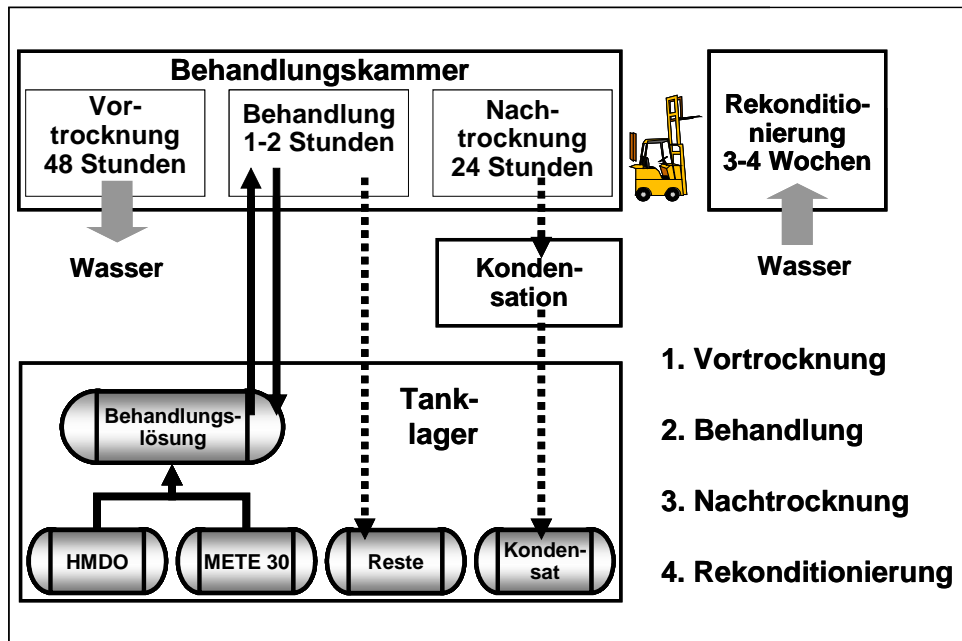 Behandlungskammer
Vor-
trocknung
48 Stunden
Behandlung
1-2 Stunden
Nach-
trocknung
24 Stunden
Rekonditio-
nierung
3-4 Wochen
Wasser
Kondens-
sation
Wasser
Tank-
lager
Behandlungs-
lösung
HMDO
METE 30
Reste
Konden-
sat
1. Vortrocknung
2. Behandlung
3. Nachtrocknung
4. Rekonditionierung